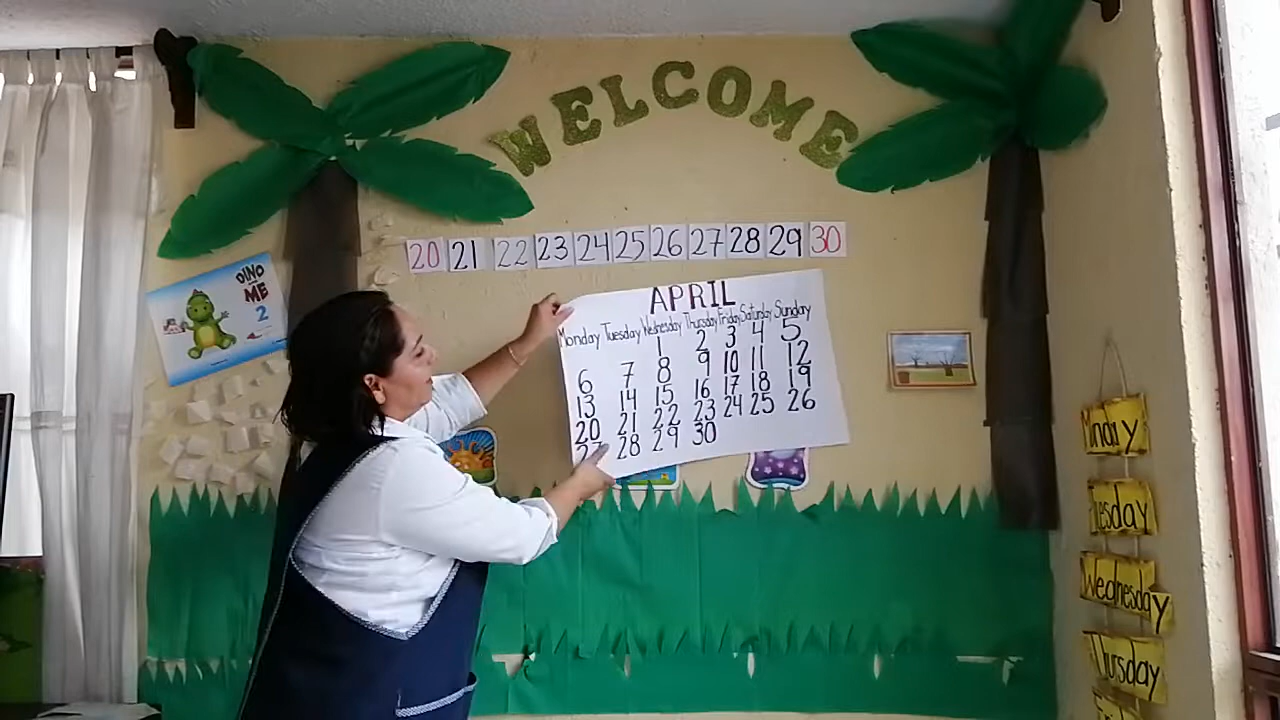 WELCOME
20 21 22 23 24 25 26 27 28 29 30
DINO
ME
2
APRIL
Monday Tuesday Wednesday Thursday Friday Saturday Sunday
1 2 3 4 5
6 7 8 9 10 11 12
13 14 15 16 17 18 19
20 21 22 23 24 25 26
27 28 29 30
Monday
Tuesday
Wednesday
Thursday